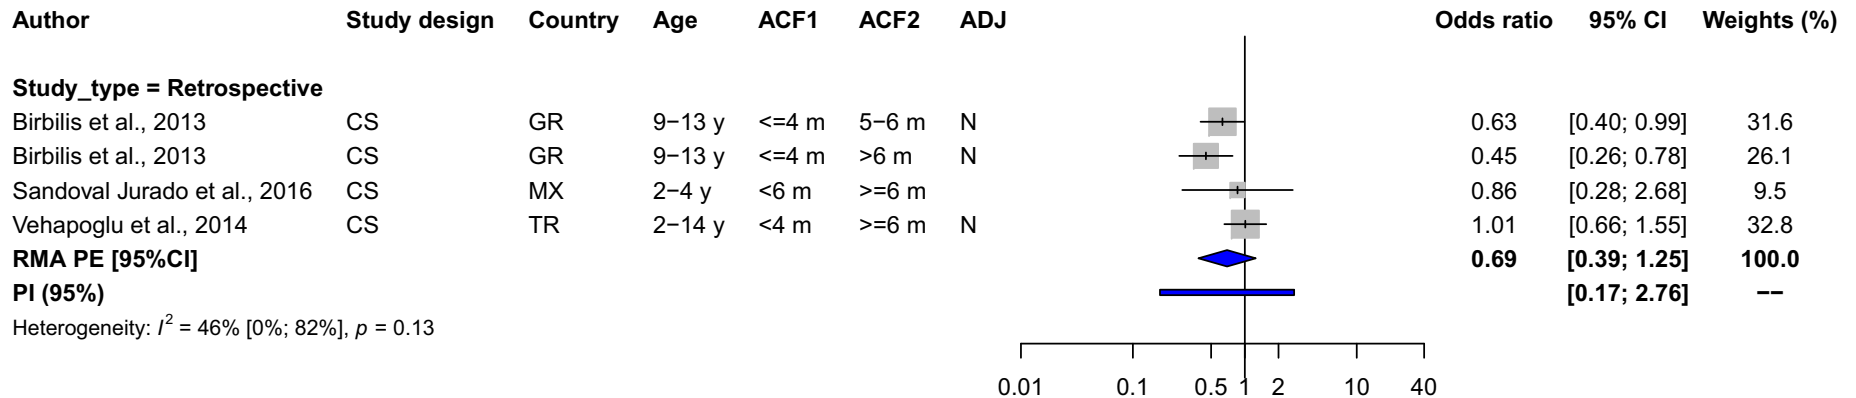 Author Study design Country Age ACF1 ACF2 ADJ Odds ratio 95% CI Weights (%)
Study_type = Retrospective
Birbilis et al., 2013 CS GR 9−13 y <=4 m 5−6 m N 0.63 [0.40; 0.99] 31.6
Birbilis et al., 2013 CS GR 9−13 y <=4 m >6 m N 0.45 [0.26; 0.78] 26.1
Sandoval Jurado et al., 2016 CS MX 2−4 y <6 m >=6 m 0.86 [0.28; 2.68] 9.5
Vehapoglu et al., 2014 CS TR 2−14 y <4 m >=6 m N 1.01 [0.66; 1.55] 32.8
RMA PE [95%CI] 0.69 [0.39; 1.25] 100.0
PI (95%) [0.17; 2.76] −−
Heterogeneity: I² = 46% [0%; 82%], p = 0.13
0.01 0.1 0.5 1 2 10 40